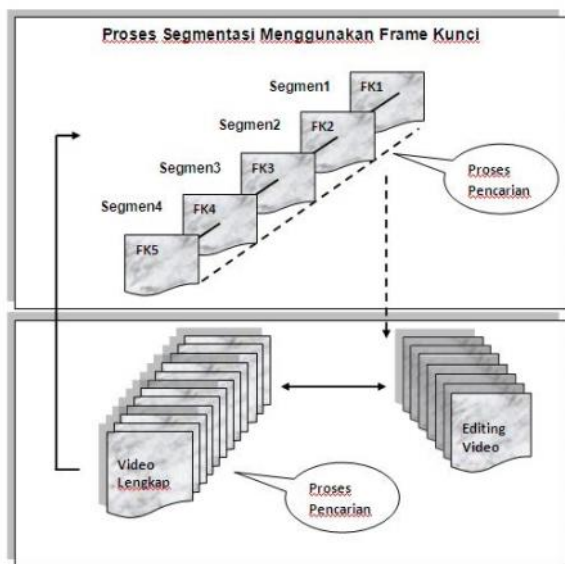 Proses Segmentasi Menggunakan Frame Kunci
Segmen1
FK1
Segmen2
FK2
Segmen3
FK3
Segmen4
FK4
FK5
Proses
Pencarian
Video
Lengkap
Proses
Pencarian
Editing
Video